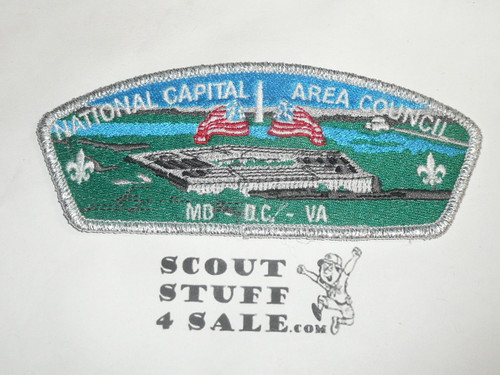 NATIONAL CAPITAL AREA COUNCIL
MD - D.C. - VA
SCOUT
STUFF
4 SALE.COM